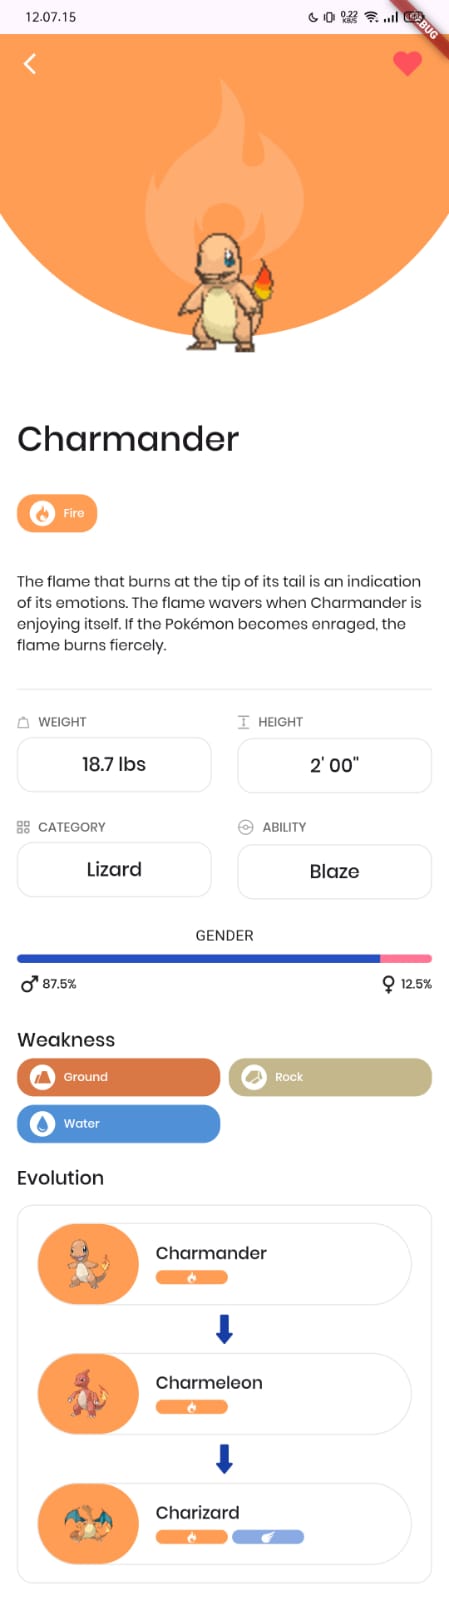 12.07.15
0.22
KB/S
Charmander
Fire
The flame that burns at the tip of its tail is an indication
of its emotions. The flame wavers when Charmander is
enjoying itself. If the Pokémon becomes enraged, the
flame burns fiercely.
WEIGHT
HEIGHT
18.7 lbs
2' 00"
CATEGORY
ABILITY
Lizard
Blaze
GENDER
♂ 87.5%
♀ 12.5%
Weakness
Ground
Rock
Water
Evolution
Charmander
Charmeleon
Charizard